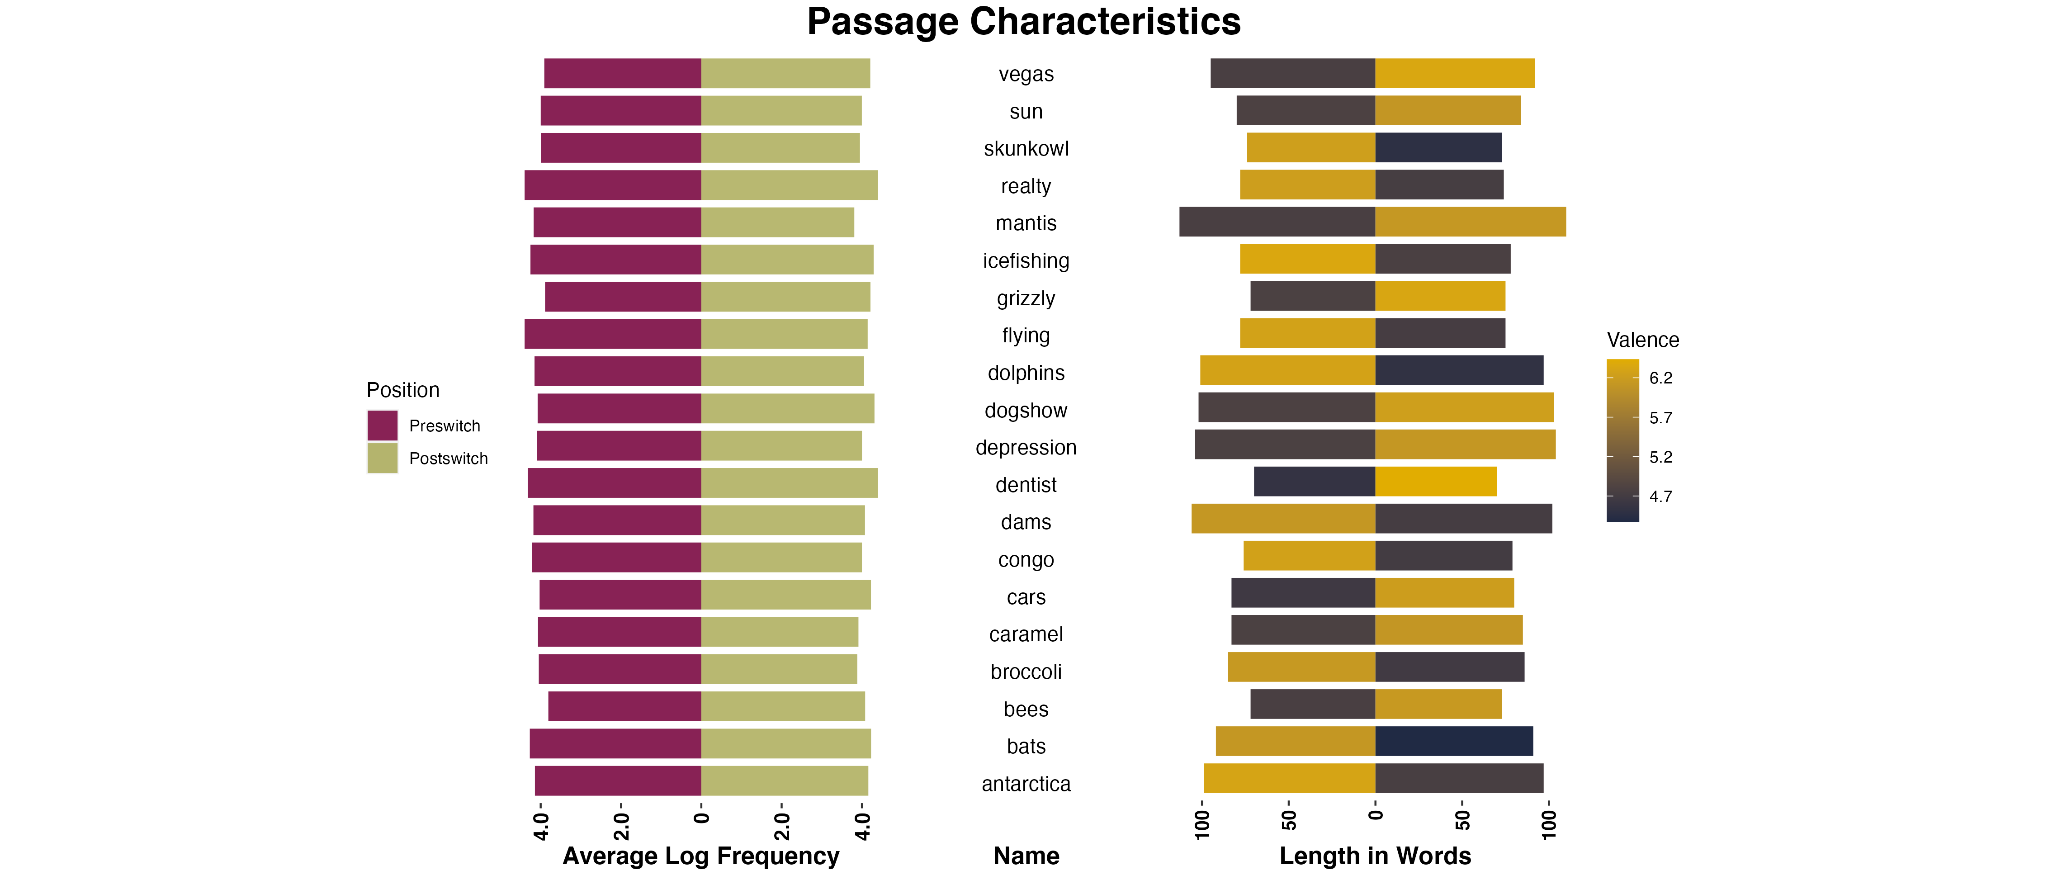 Passage Characteristics
vegas
sun
skunkowl
realty
mantis
icefishing
grizzly
flying
dolphins
dogshow
depression
dentist
dams
congo
cars
caramel
broccoli
bees
bats
antarctica
Position
Preswitch
Postswitch
Valence
6.2
5.7
5.2
4.7
4.0 2.0 0 2.0 4.0
100 50 0 50 100
Average Log Frequency
Name
Length in Words